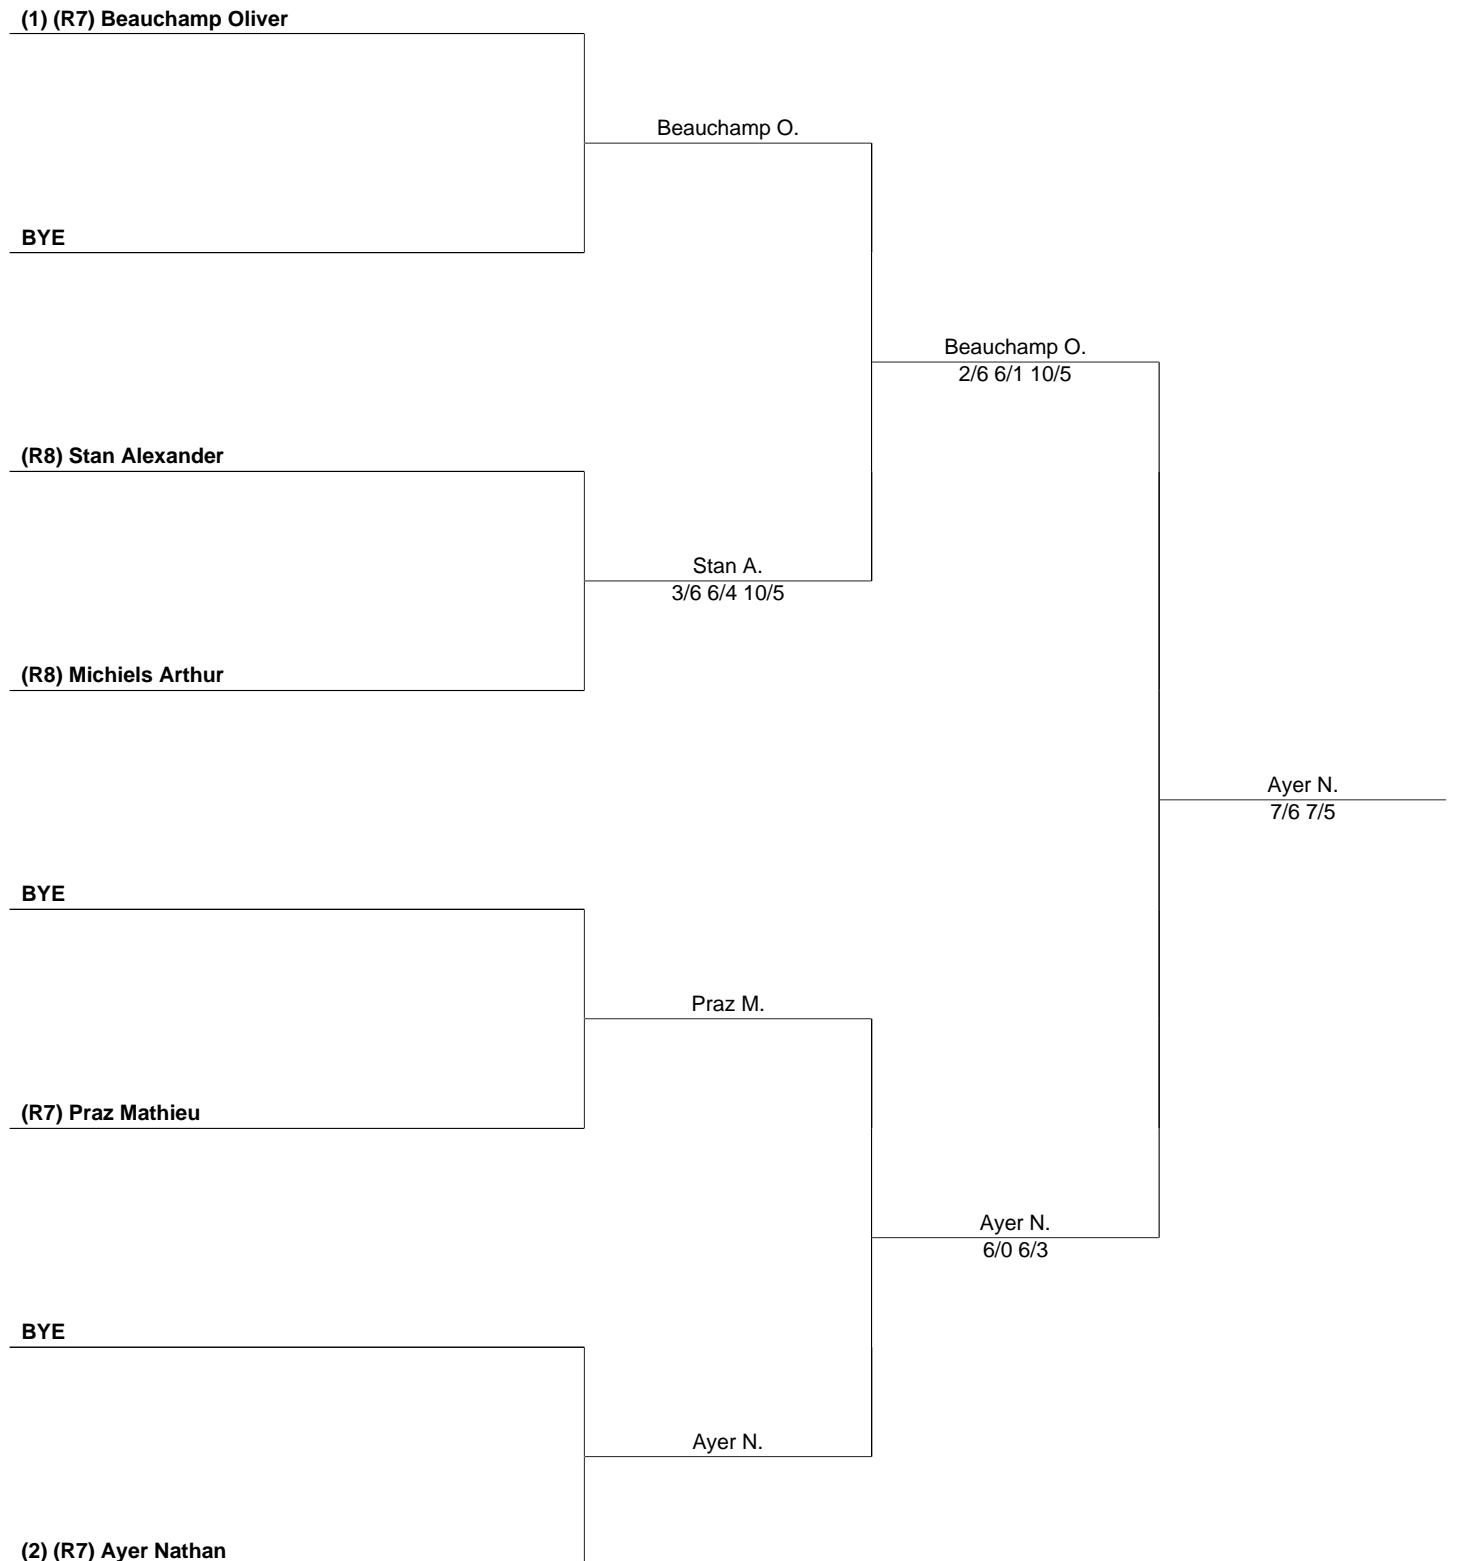 (1) (R7) Beauchamp Oliver
Beauchamp O.
BYE
Beauchamp O.
2/6 6/1 10/5
(R8) Stan Alexander
Stan A.
3/6 6/4 10/5
(R8) Michiels Arthur
Ayer N.
7/6 7/5
BYE
Praz M.
(R7) Praz Mathieu
Ayer N.
6/0 6/3
BYE
Ayer N.
(2) (R7) Ayer Nathan